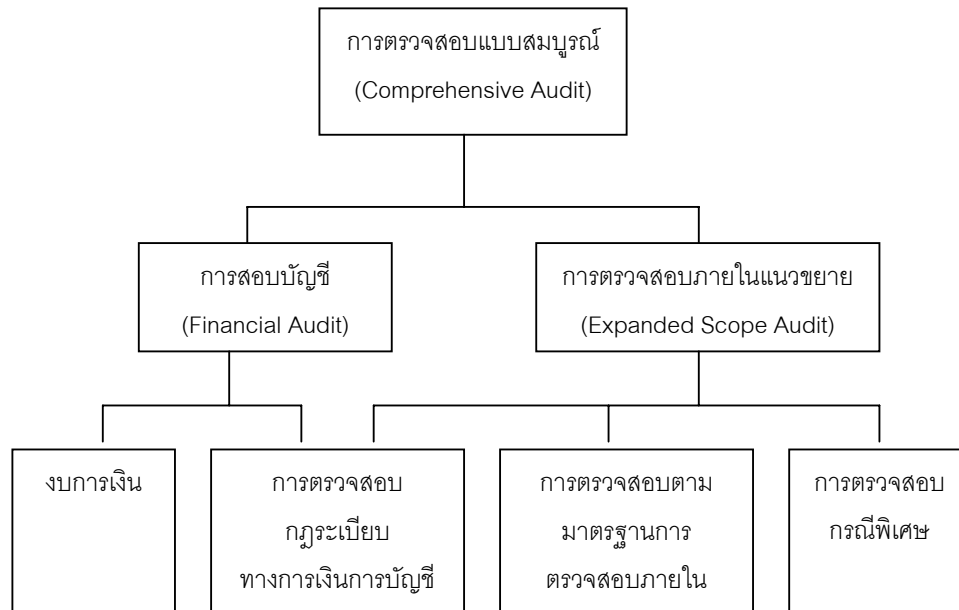 การตรวจสอบแบบสมบูรณ์
(Comprehensive Audit)
การสอบบัญชี
(Financial Audit)
การตรวจสอบภายในแนวขยาย
(Expanded Scope Audit)
งบการเงิน
การตรวจสอบ
กฎระเบียบ
ทางการเงินการบัญชี
การตรวจสอบตาม
มาตรฐานการ
ตรวจสอบภายใน
การตรวจสอบ
กรณีพิเศษ